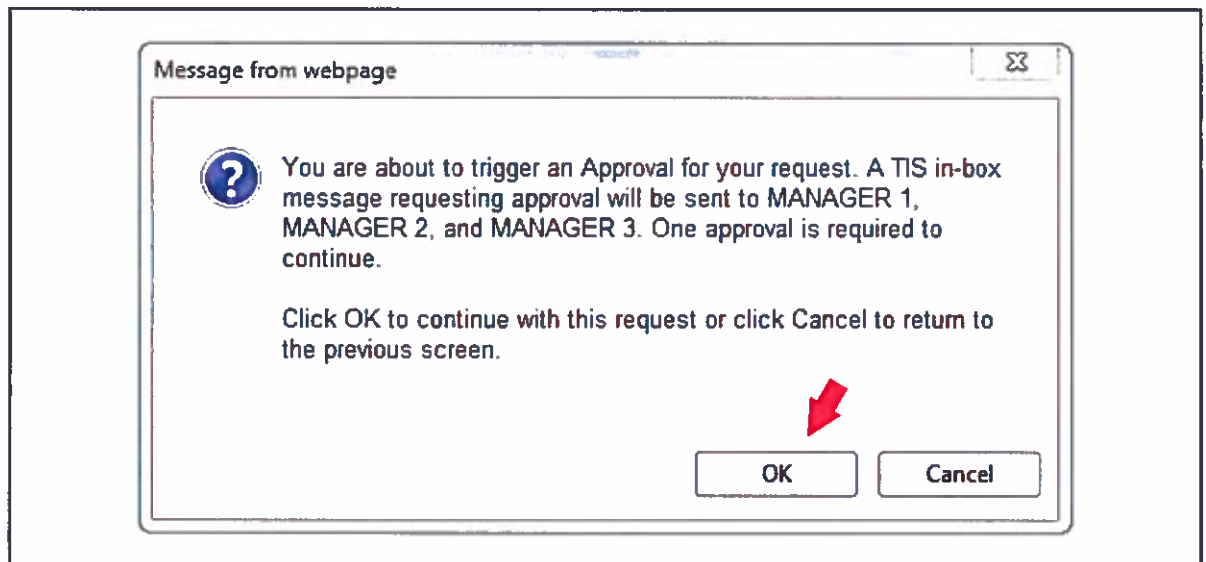 Message from webpage
You are about to trigger an Approval for your request. A TIS in-box
message requesting approval will be sent to MANAGER 1,
MANAGER 2, and MANAGER 3. One approval is required to
continue.
Click OK to continue with this request or click Cancel to return to
the previous screen.
OK Cancel